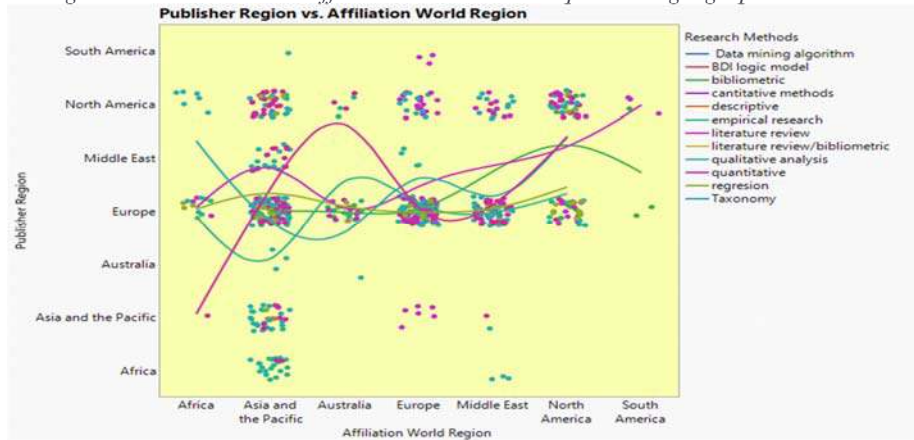 Publisher Region vs. Affiliation World Region
South America
North America
Middle East
Europe
Australia
Asia and the Pacific
Africa
Publisher Region
Africa
Asia and
the Pacific
Australia
Europe
Middle East
North
America
South
America
Affiliation World Region
Research Methods
Data mining algorithm
BDI logic model
bibliometric
cantitative methods
descriptive
empirical research
literature review
literature review/bibliometric
qualitative analysis
quantitative
regresion
Taxonomy